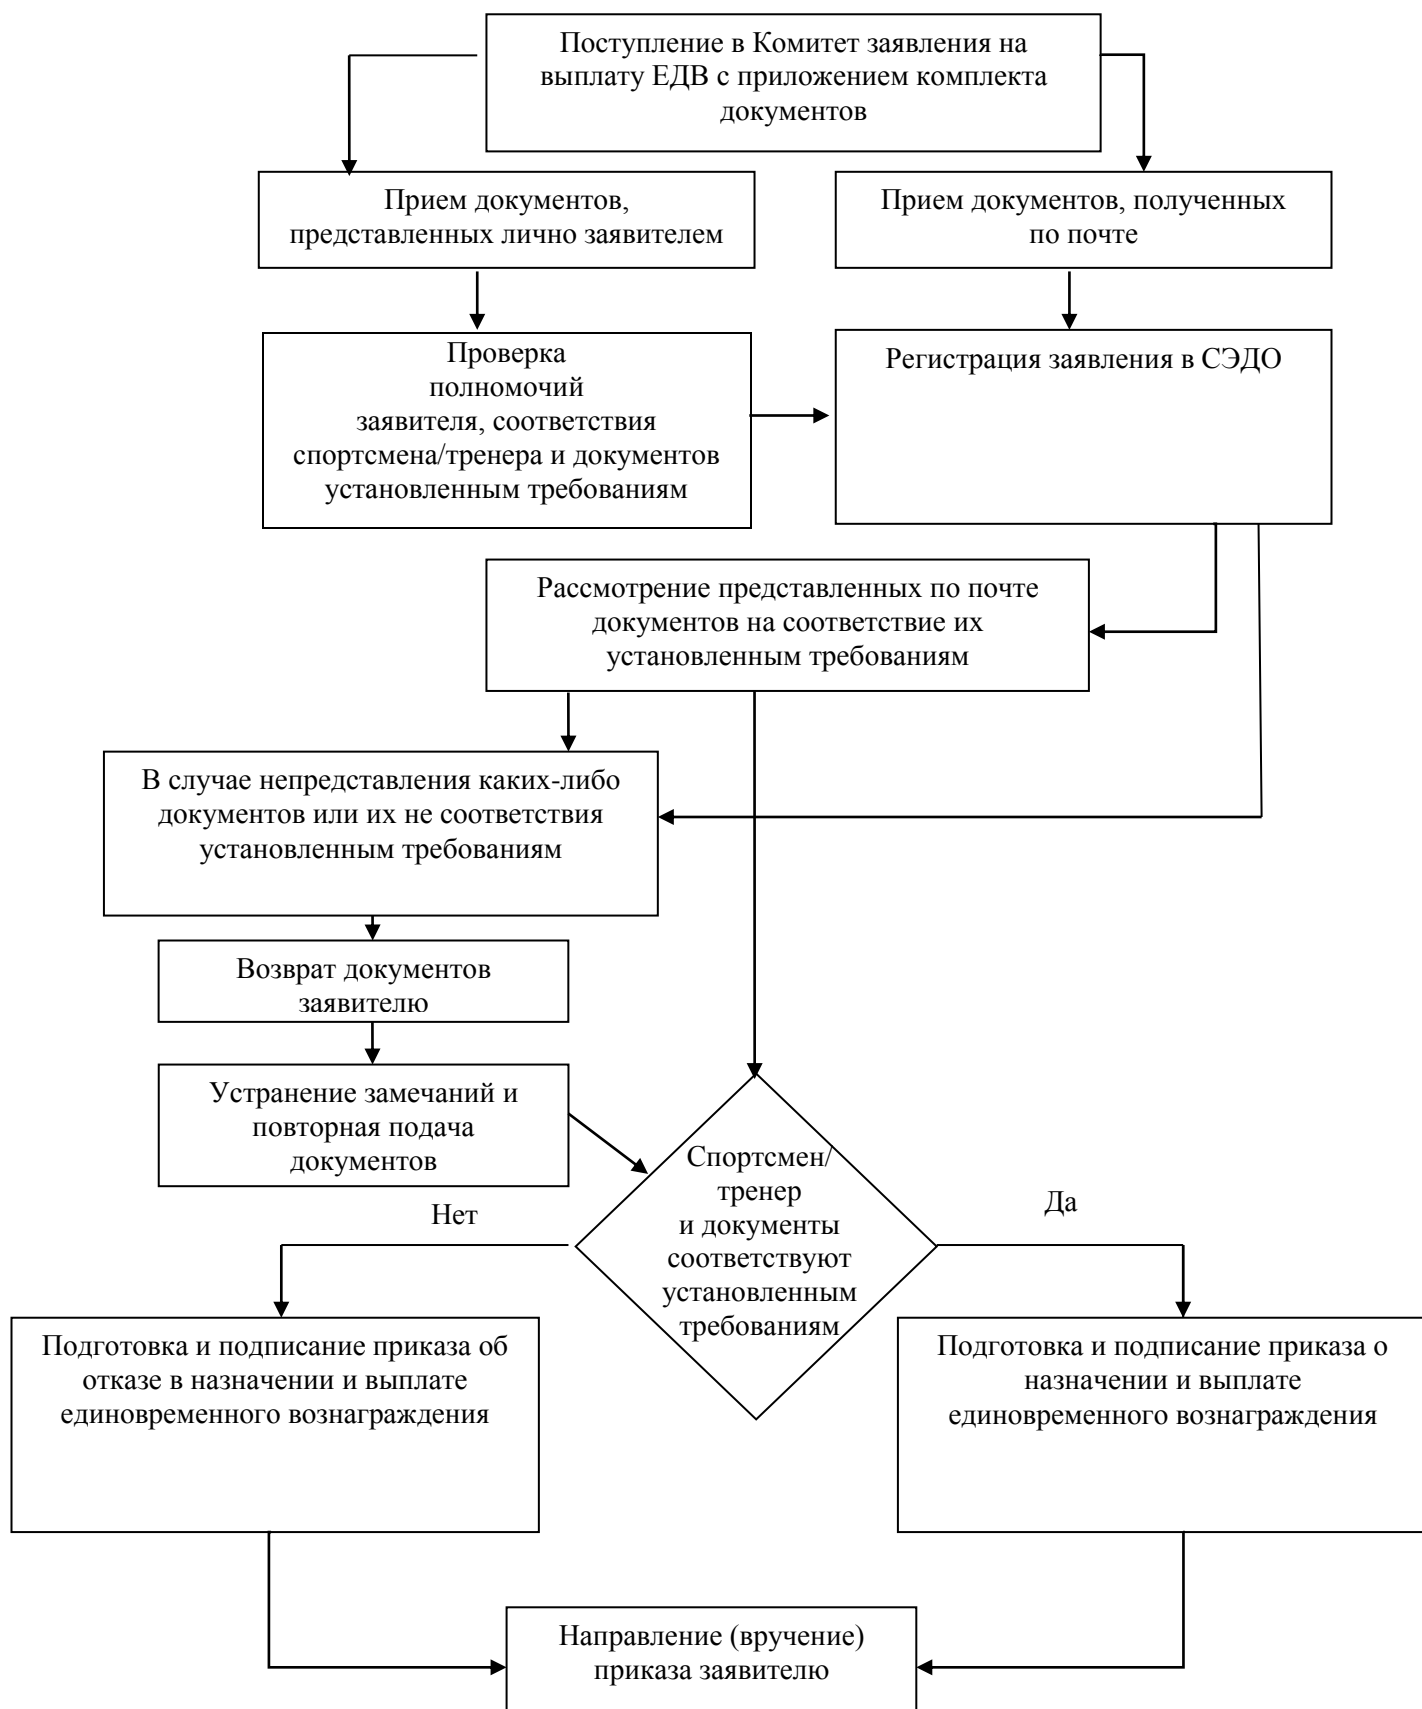 Поступление в Комитет заявления на
выплату ЕДВ с приложением комплекта
документов
Прием документов,
представленных лично заявителем
Прием документов, полученных
по почте
Проверка
полномочий
заявителя, соответствия
спортсмена/тренера и документов
установленным требованиям
Регистрация заявления в СЭДО
Рассмотрение представленных по почте
документов на соответствие их
установленным требованиям
В случае непредставления каких-либо
документов или их не соответствия
установленным требованиям
Возврат документов
заявителю
Устранение замечаний и
повторная подача
документов
Спортсмен/
тренер
и документы
соответствуют
установленным
требованиям
Нет
Да
Подготовка и подписание приказа об
отказе в назначении и выплате
единовременного вознаграждения
Подготовка и подписание приказа о
назначении и выплате
единовременного вознаграждения
Направление (вручение)
приказа заявителю